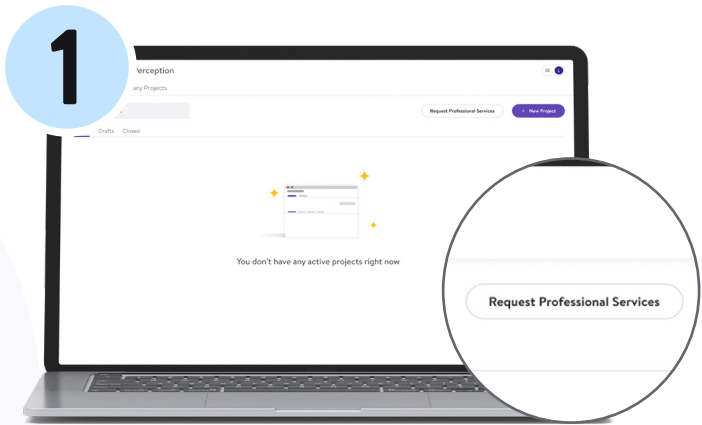 1
Perception
any Projects
Request Professional Services
+ New Project
Drafts Closed
You don't have any active projects right now
Request Professional Services